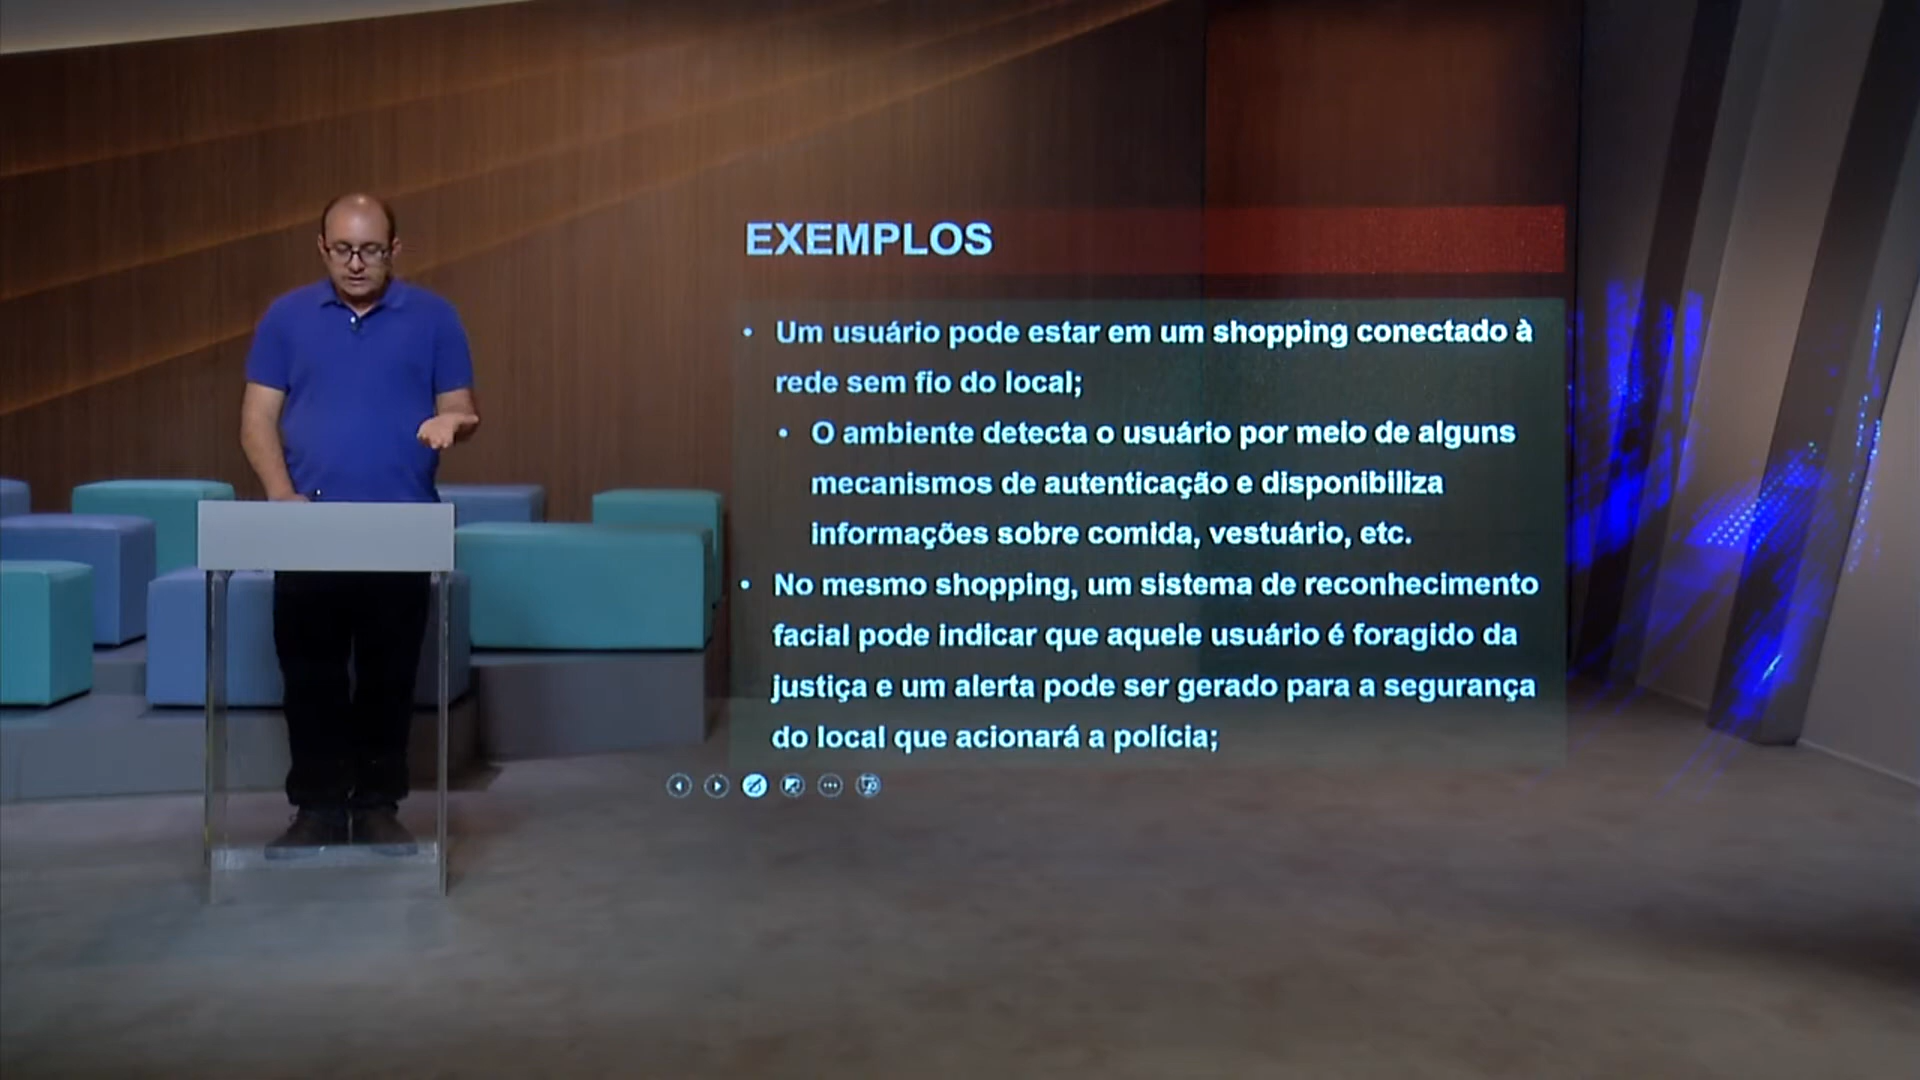 EXEMPLOS
• Um usuário pode estar em um shopping conectado à
rede sem fio do local;
• O ambiente detecta o usuário por meio de alguns
mecanismos de autenticação e disponibiliza
informações sobre comida, vestuário, etc.
• No mesmo shopping, um sistema de reconhecimento
facial pode indicar que aquele usuário é foragido da
justiça e um alerta pode ser gerado para a segurança
do local que acionará a polícia;